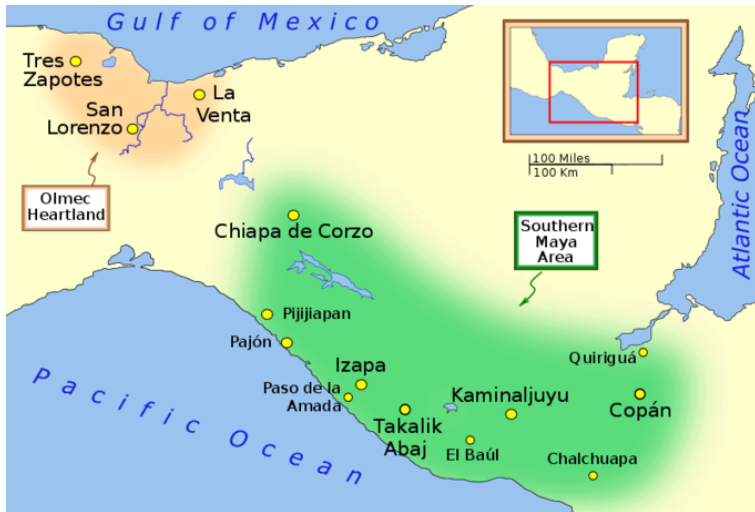 Gulf of Mexico
Tres
Zapotes
La
Venta
San
Lorenzo
100 Miles
100 Km
Olmec
Heartland
Atlantic Ocean
Southern
Maya
Area
Chiapa de Corzo
Pijijiapan
Pajón
Quiriguá
Izapa
Paso de la
Amada
Kaminaljuyu
Copán
Pacific Ocean
Takalik
Abaj
El Baúl
Chalchuapa